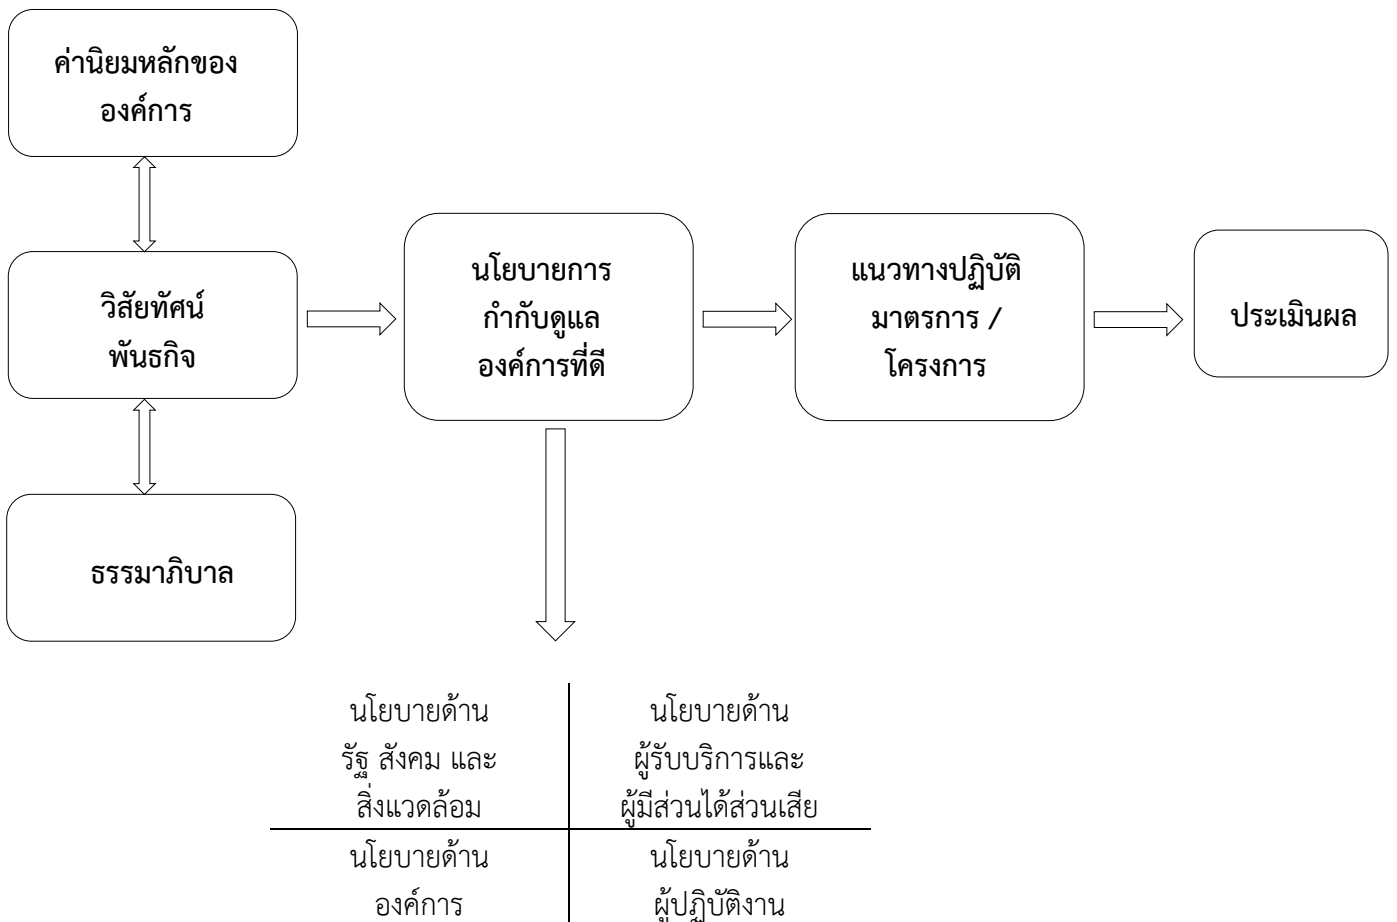 ค่านิยมหลักของ
องค์การ
วิสัยทัศน์
พันธกิจ
ธรรมาภิบาล
นโยบายการ
กำกับดูแล
องค์การที่ดี
แนวทางปฏิบัติ
มาตรการ /
โครงการ
ประเมินผล
นโยบายด้าน
รัฐ สังคม และ
สิ่งแวดล้อม
นโยบายด้าน
ผู้รับบริการและ
ผู้มีส่วนได้ส่วนเสีย
นโยบายด้าน
องค์การ
นโยบายด้าน
ผู้ปฏิบัติงาน